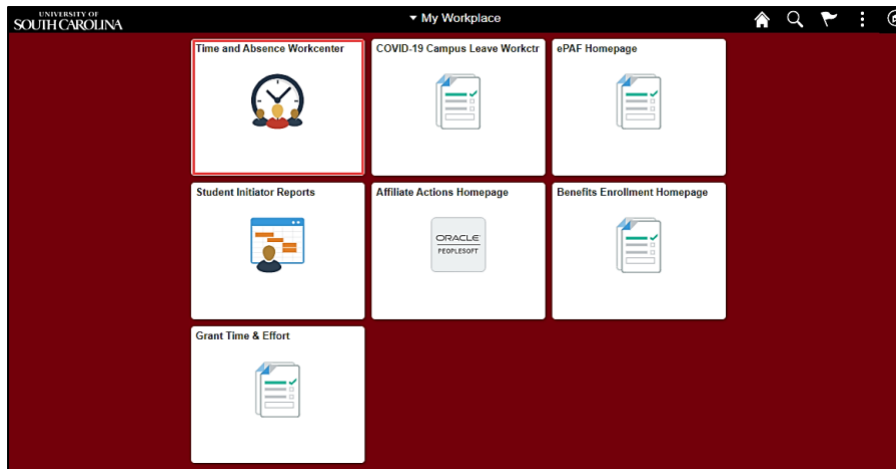 UNIVERSITY OF
SOUTH CAROLINA
My Workplace
Time and Absence Workcenter
COVID-19 Campus Leave Workctr
ePAF Homepage
Student Initiator Reports
Affiliate Actions Homepage
Benefits Enrollment Homepage
ORACLE
PEOPLESOFT
Grant Time & Effort